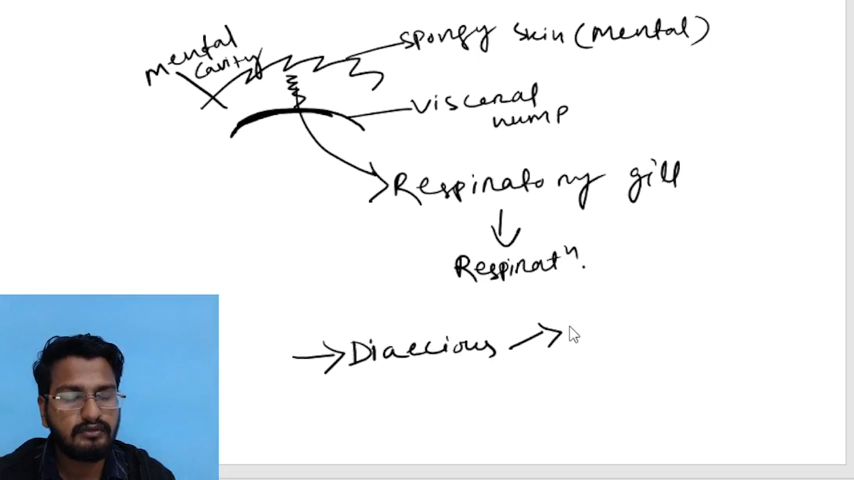 mental
cavity
spongy skin (mental)
visceral
hump
Respiratory gill
Respiratⁿ.
Diaecious